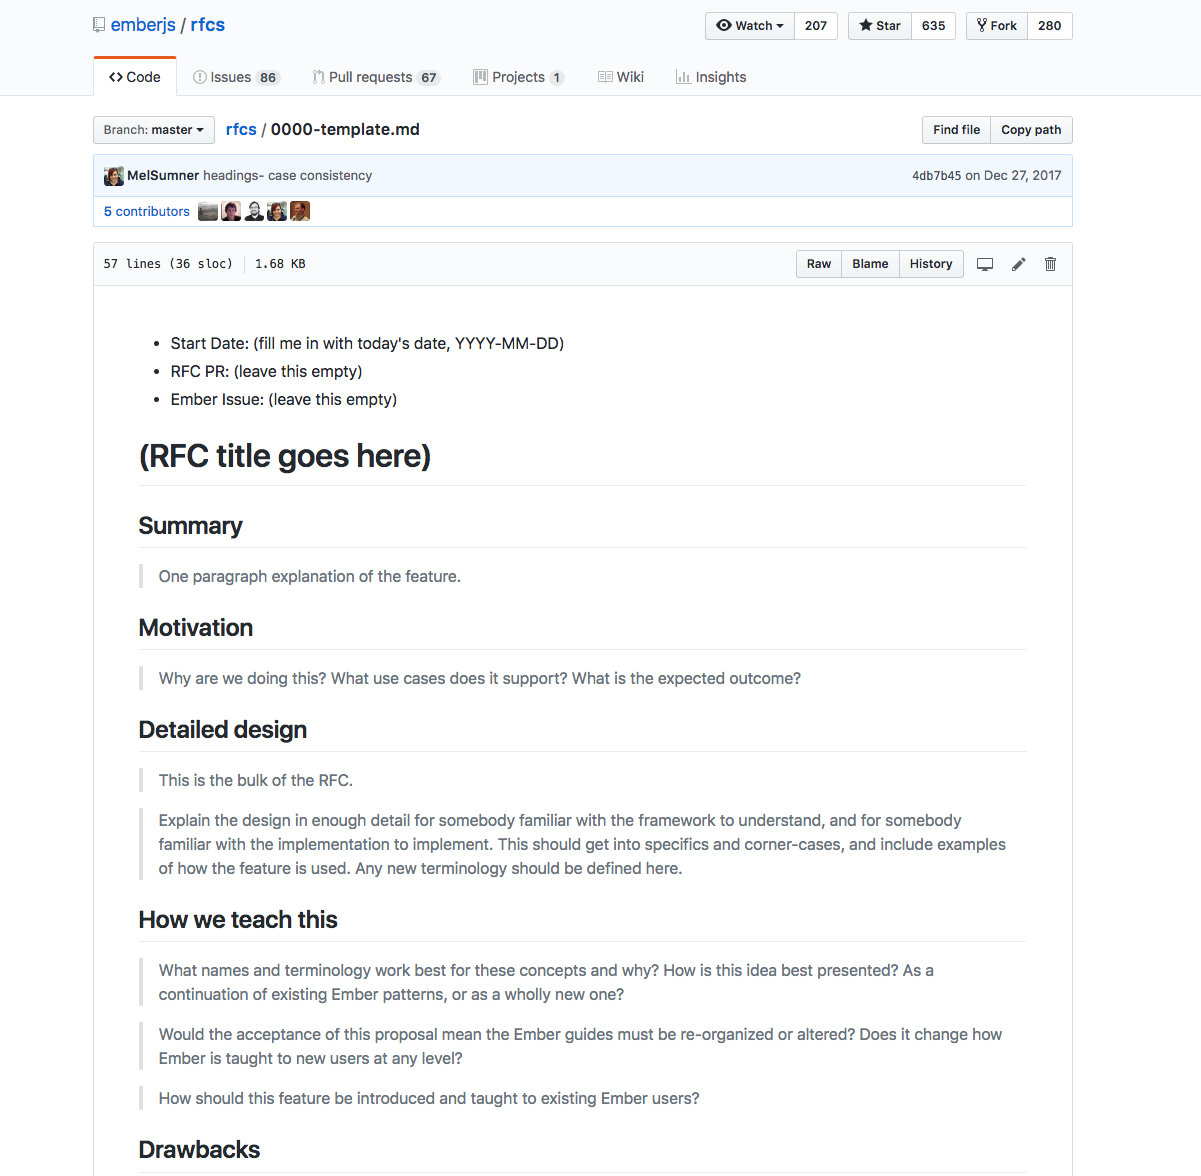 emberjs / rfcs
Watch 207 Star 635 Fork 280
Code Issues 86 Pull requests 67 Projects 1 Wiki Insights
Branch: master rfcs / 0000-template.md Find file Copy path
MelSumner headings- case consistency 4db7b45 on Dec 27, 2017
5 contributors
57 lines (36 sloc) 1.68 KB Raw Blame History
• Start Date: (fill me in with today's date, YYYY-MM-DD)
• RFC PR: (leave this empty)
• Ember Issue: (leave this empty)
(RFC title goes here)
Summary
One paragraph explanation of the feature.
Motivation
Why are we doing this? What use cases does it support? What is the expected outcome?
Detailed design
This is the bulk of the RFC.
Explain the design in enough detail for somebody familiar with the framework to understand, and for somebody
familiar with the implementation to implement. This should get into specifics and corner-cases, and include examples
of how the feature is used. Any new terminology should be defined here.
How we teach this
What names and terminology work best for these concepts and why? How is this idea best presented? As a
continuation of existing Ember patterns, or as a wholly new one?
Would the acceptance of this proposal mean the Ember guides must be re-organized or altered? Does it change how
Ember is taught to new users at any level?
How should this feature be introduced and taught to existing Ember users?
Drawbacks